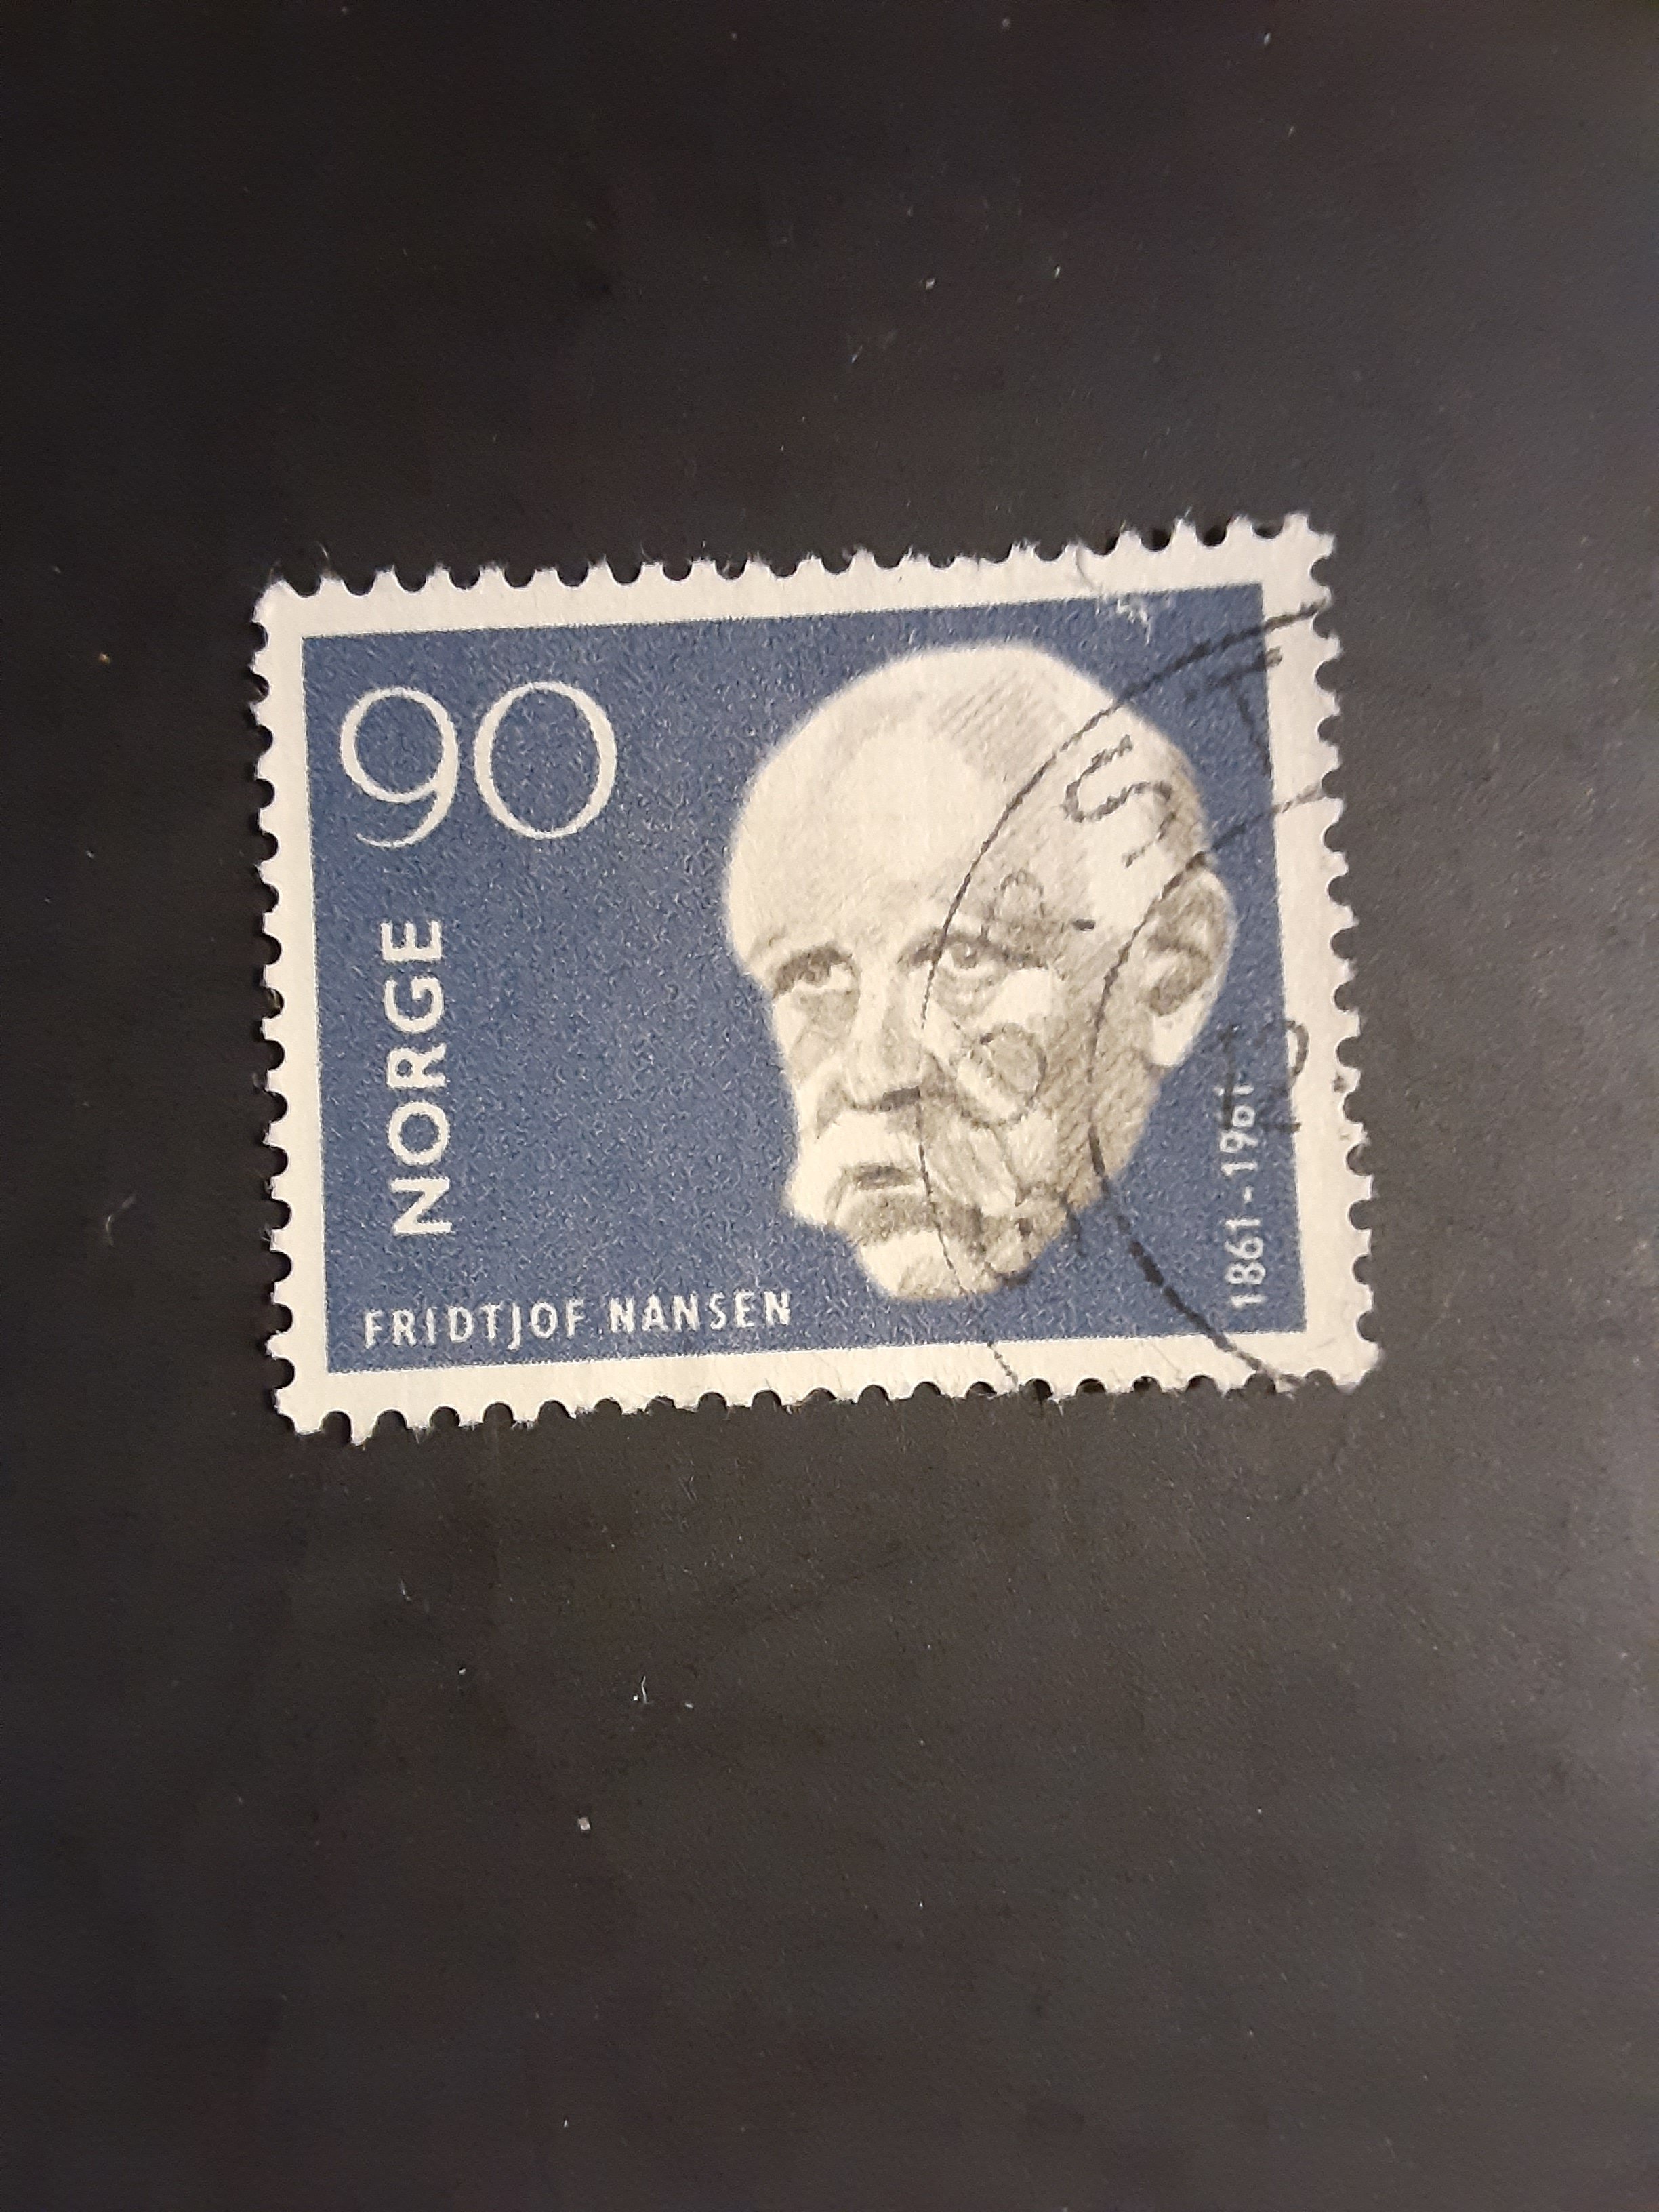 90
NORGE
FRIDTJOF NANSEN
1861-1961